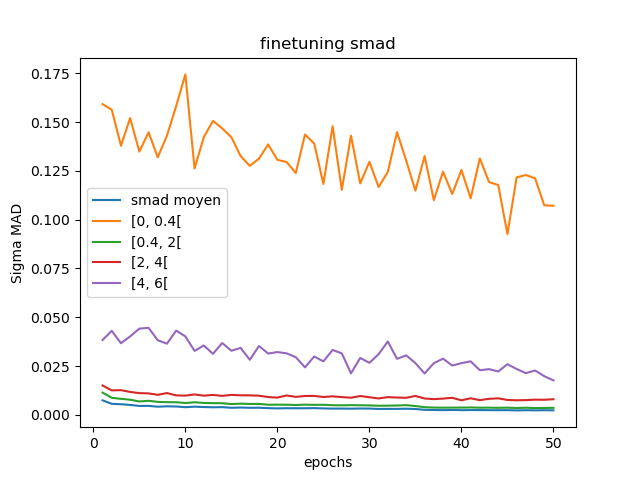 finetuning smad
0.175
0.150
0.125
0.100
0.075
0.050
0.025
0.000
Sigma MAD
smad moyen
[0, 0.4[
[0.4, 2[
[2, 4[
[4, 6[
0 10 20 30 40 50
epochs